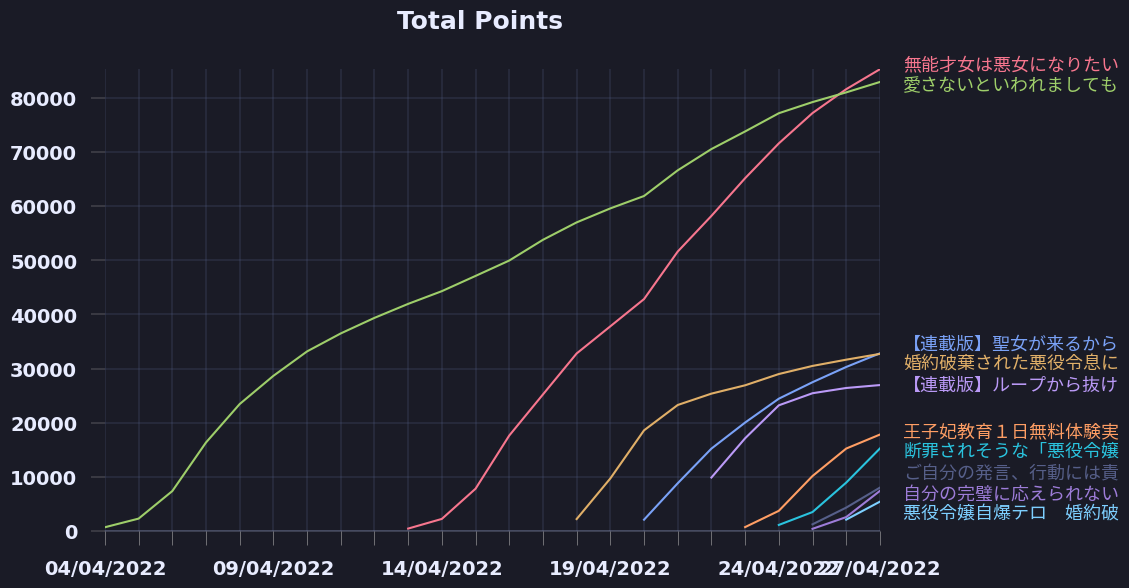 Total Points
無能才女は悪女になりたい
愛さないといわれましても
80000
70000
60000
50000
40000
30000
20000
10000
0
【連載版】聖女が来るから
婚約破棄された悪役令息に
【連載版】ループから抜け
王子妃教育１日無料体験実
断罪されそうな「悪役令嬢
ご自分の発言、行動には責
自分の完璧に応えられない
悪役令嬢自爆テロ　婚約破
04/04/2022
09/04/2022
14/04/2022
19/04/2022
24/04/2022
27/04/2022